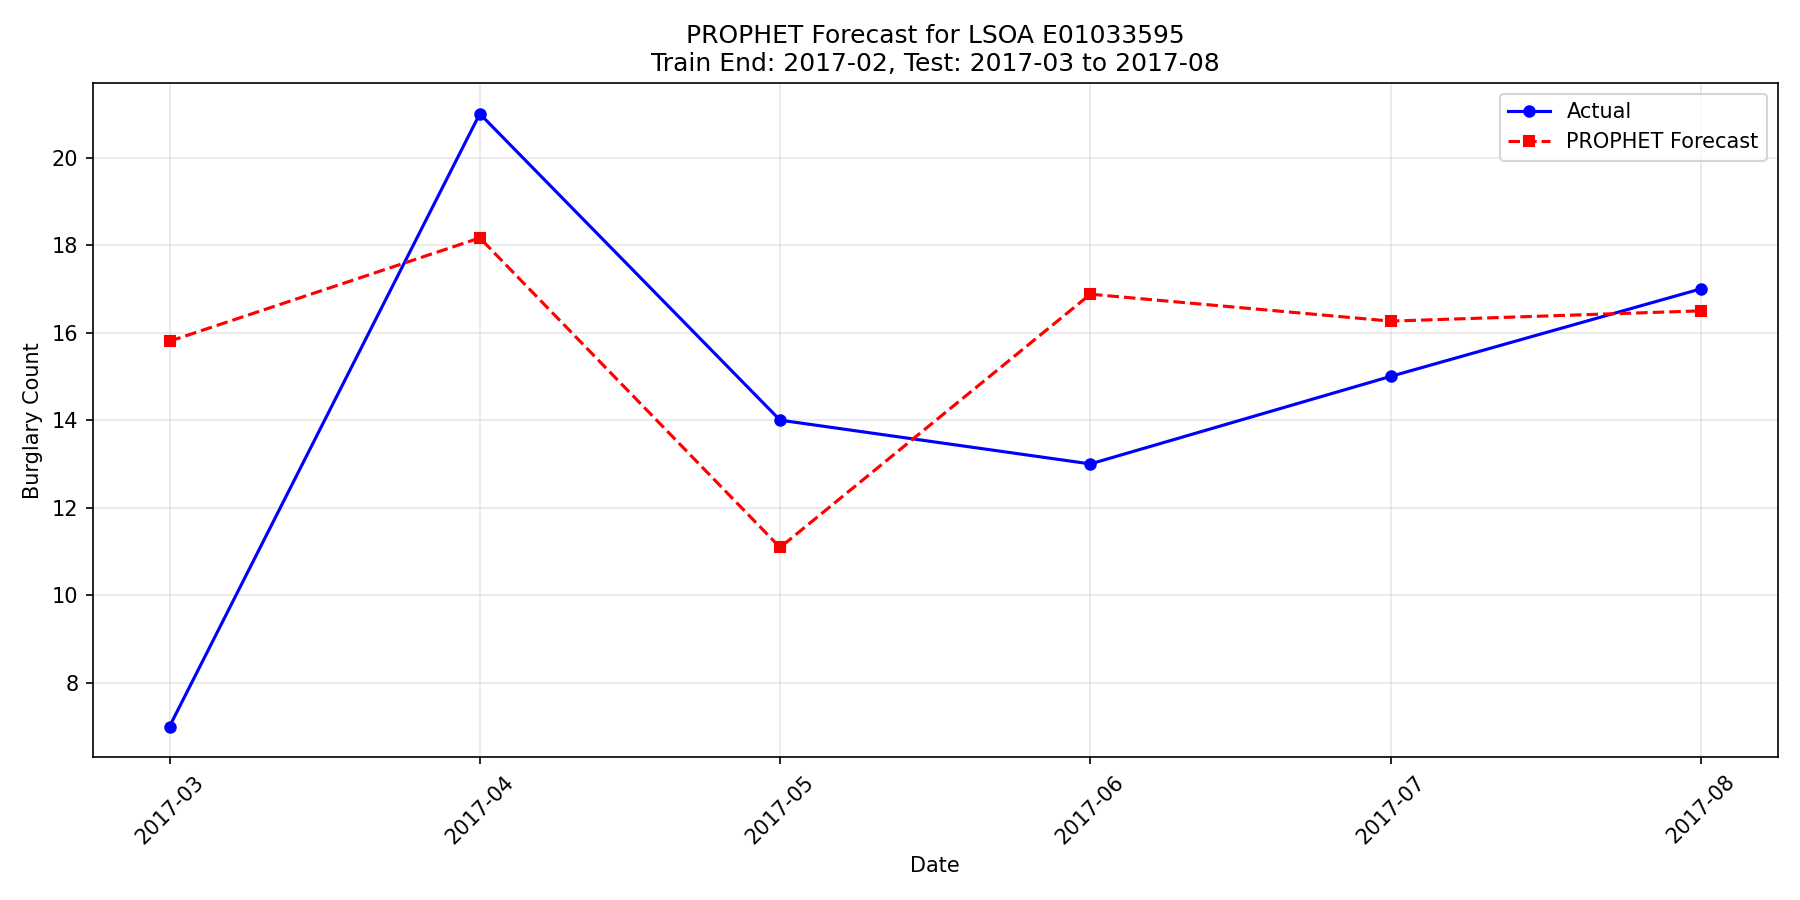 PROPHET Forecast for LSOA E01033595
Train End: 2017-02, Test: 2017-03 to 2017-08
Actual
PROPHET Forecast
Burglary Count
20
18
16
14
12
10
8
2017-03
2017-04
2017-05
2017-06
2017-07
2017-08
Date